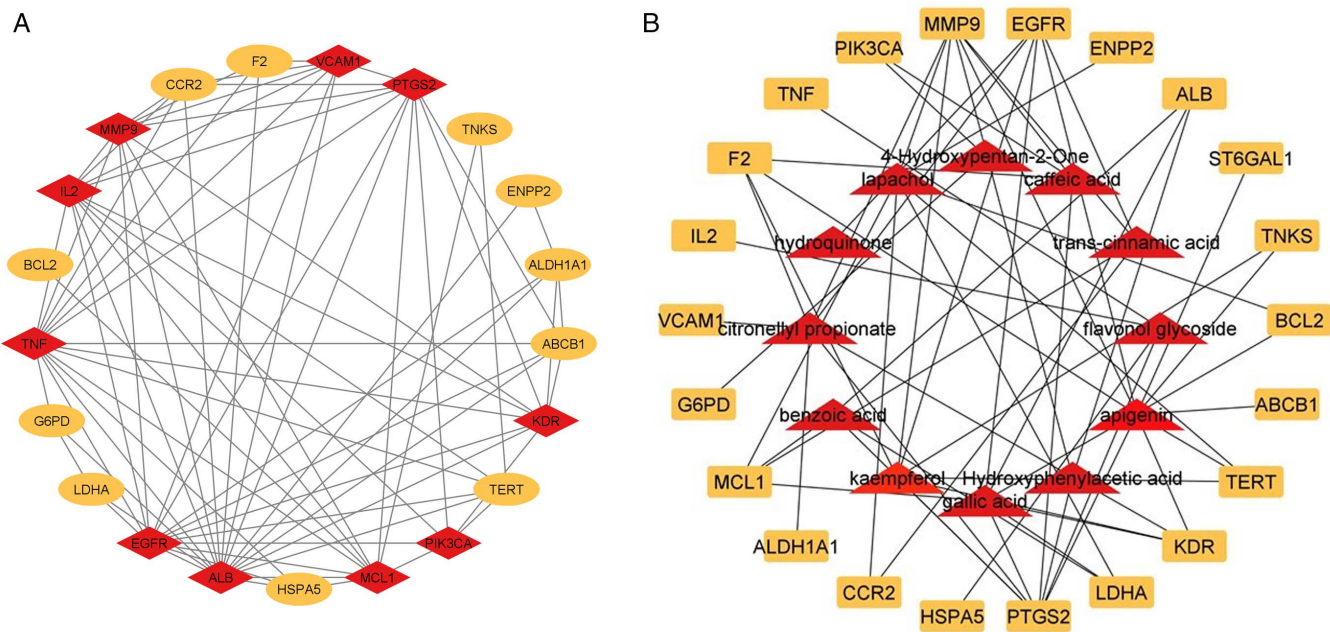 A
F2
VCAM1
CCR2
PTGS2
MMP9
TNKS
IL2
ENPP2
BCL2
ALDH1A1
TNF
ABCB1
G6PD
KDR
LDHA
TERT
EGFR
PIK3CA
ALB
HSPA5
MCL1
B
MMP9
EGFR
PIK3CA
ENPP2
TNF
ALB
F2
4-Hydroxypentan-2-One
ST6GAL1
lapachol
caffeic acid
IL2
hydroquinone
trans-cinnamic acid
TNKS
VCAM1
citronellyl propionate
flavonol glycoside
BCL2
G6PD
benzoic acid
apigenin
ABCB1
MCL1
kaempferol
Hydroxyphenylacetic acid
TERT
gallic acid
ALDH1A1
KDR
CCR2
LDHA
HSPA5
PTGS2